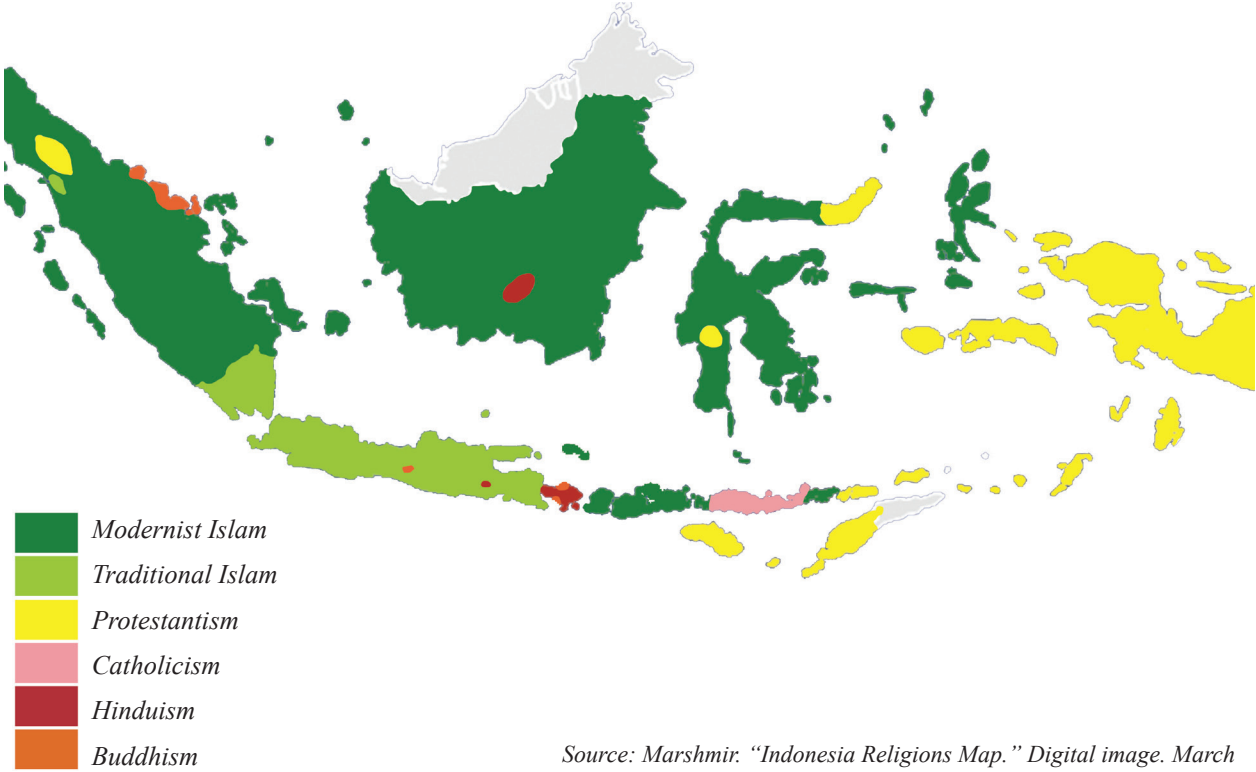 Modernist Islam
Traditional Islam
Protestantism
Catholicism
Hinduism
Buddhism
Source: Marshmir. “Indonesia Religions Map.” Digital image. March